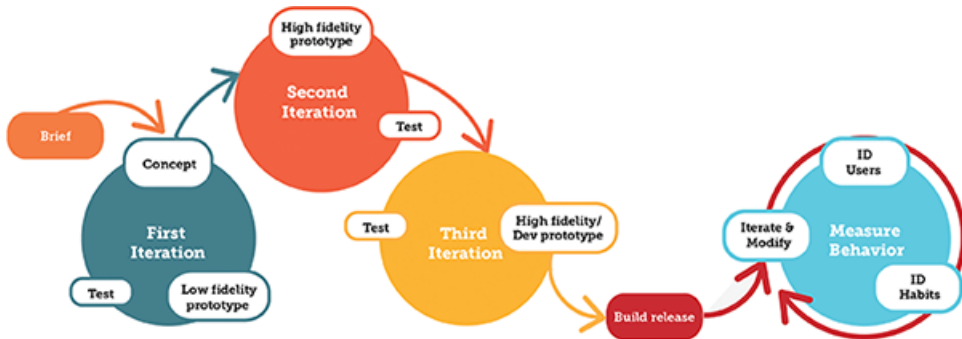 Brief
Concept
First
Iteration
Test
Low fidelity
prototype
High fidelity
prototype
Second
Iteration
Test
Test
Third
Iteration
High fidelity/
Dev prototype
Build release
Iterate &
Modify
ID
Users
Measure
Behavior
ID
Habits